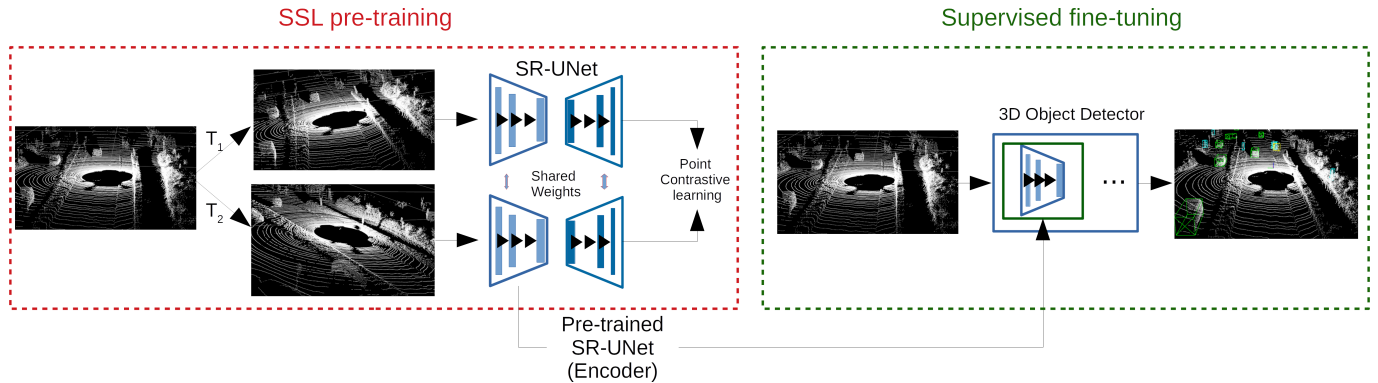 SSL pre-training
Supervised fine-tuning
SR-UNet
T1
T2
Shared
Weights
Point
Contrastive
learning
3D Object Detector
...
Pre-trained
SR-UNet
(Encoder)